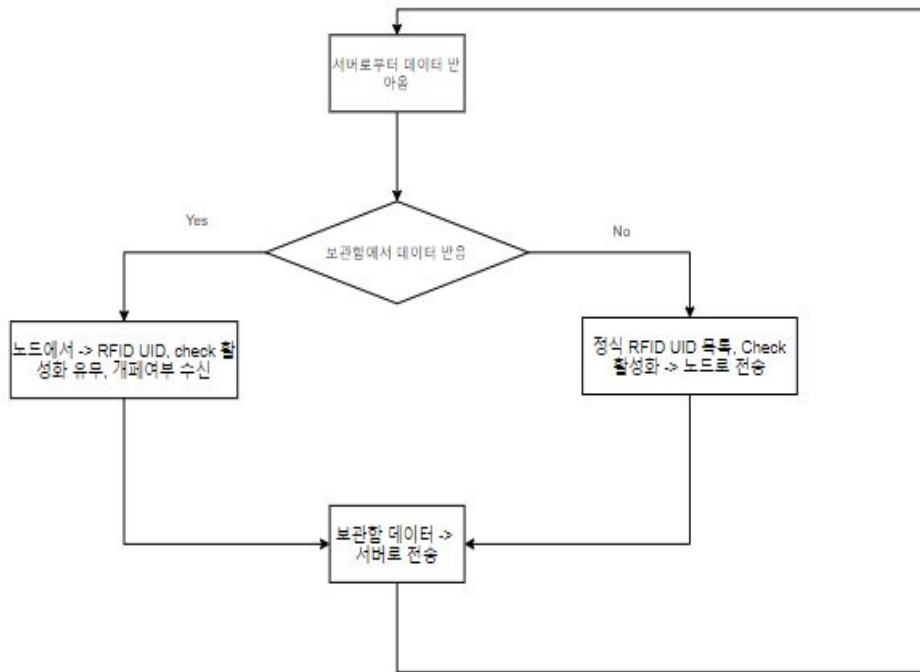 서버로부터 데이터 반
아옴
Yes
보관함에서 데이터 받음
No
노드에서 -> RFID UID, check 활
성화 유무, 개폐여부 수신
정식 RFID UID 목록, Check
활성화 -> 노드로 전송
보관함 데이터 ->
서버로 전송